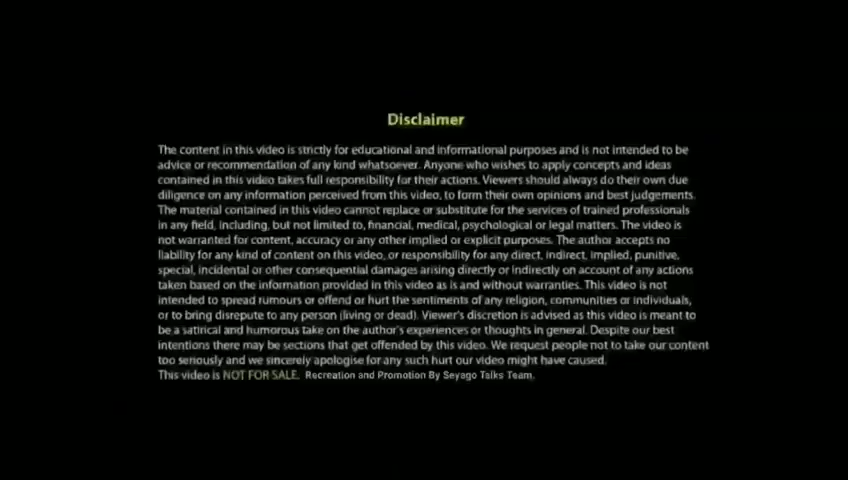 Disclaimer
The content in this video is strictly for educational and informational purposes and is not intended to be
advice or recommendation of any kind whatsoever. Anyone who wishes to apply concepts and ideas
contained in this video takes full responsibility for their actions. Viewers should always do their own due
diligence on any information perceived from this video, to form their own opinions and best judgements.
The material contained in this video cannot replace or substitute for the services of trained professionals
in any field, including, but not limited to, financial, medical, psychological or legal matters. The video is
not warranted for content, accuracy or any other implied or explicit purposes. The author accepts no
liability for any kind of content on this video, or responsibility for any direct, indirect, implied, punitive,
special, incidental or other consequential damages arising directly or indirectly on account of any actions
taken based on the information provided in this video as is and without warranties. This video is not
intended to spread rumours or offend or hurt the sentiments of any religion, communities or individuals,
or to bring disrepute to any person (living or dead). Viewer's discretion is advised as this video is meant to
be a satirical and humorous take on the author's experiences or thoughts in general. Despite our best
intentions there may be sections that get offended by this video. We request people not to take our content
too seriously and we sincerely apologise for any such hurt our video might have caused.
This video is NOT FOR SALE. Recreation and Promotion By Seyago Talks Team.